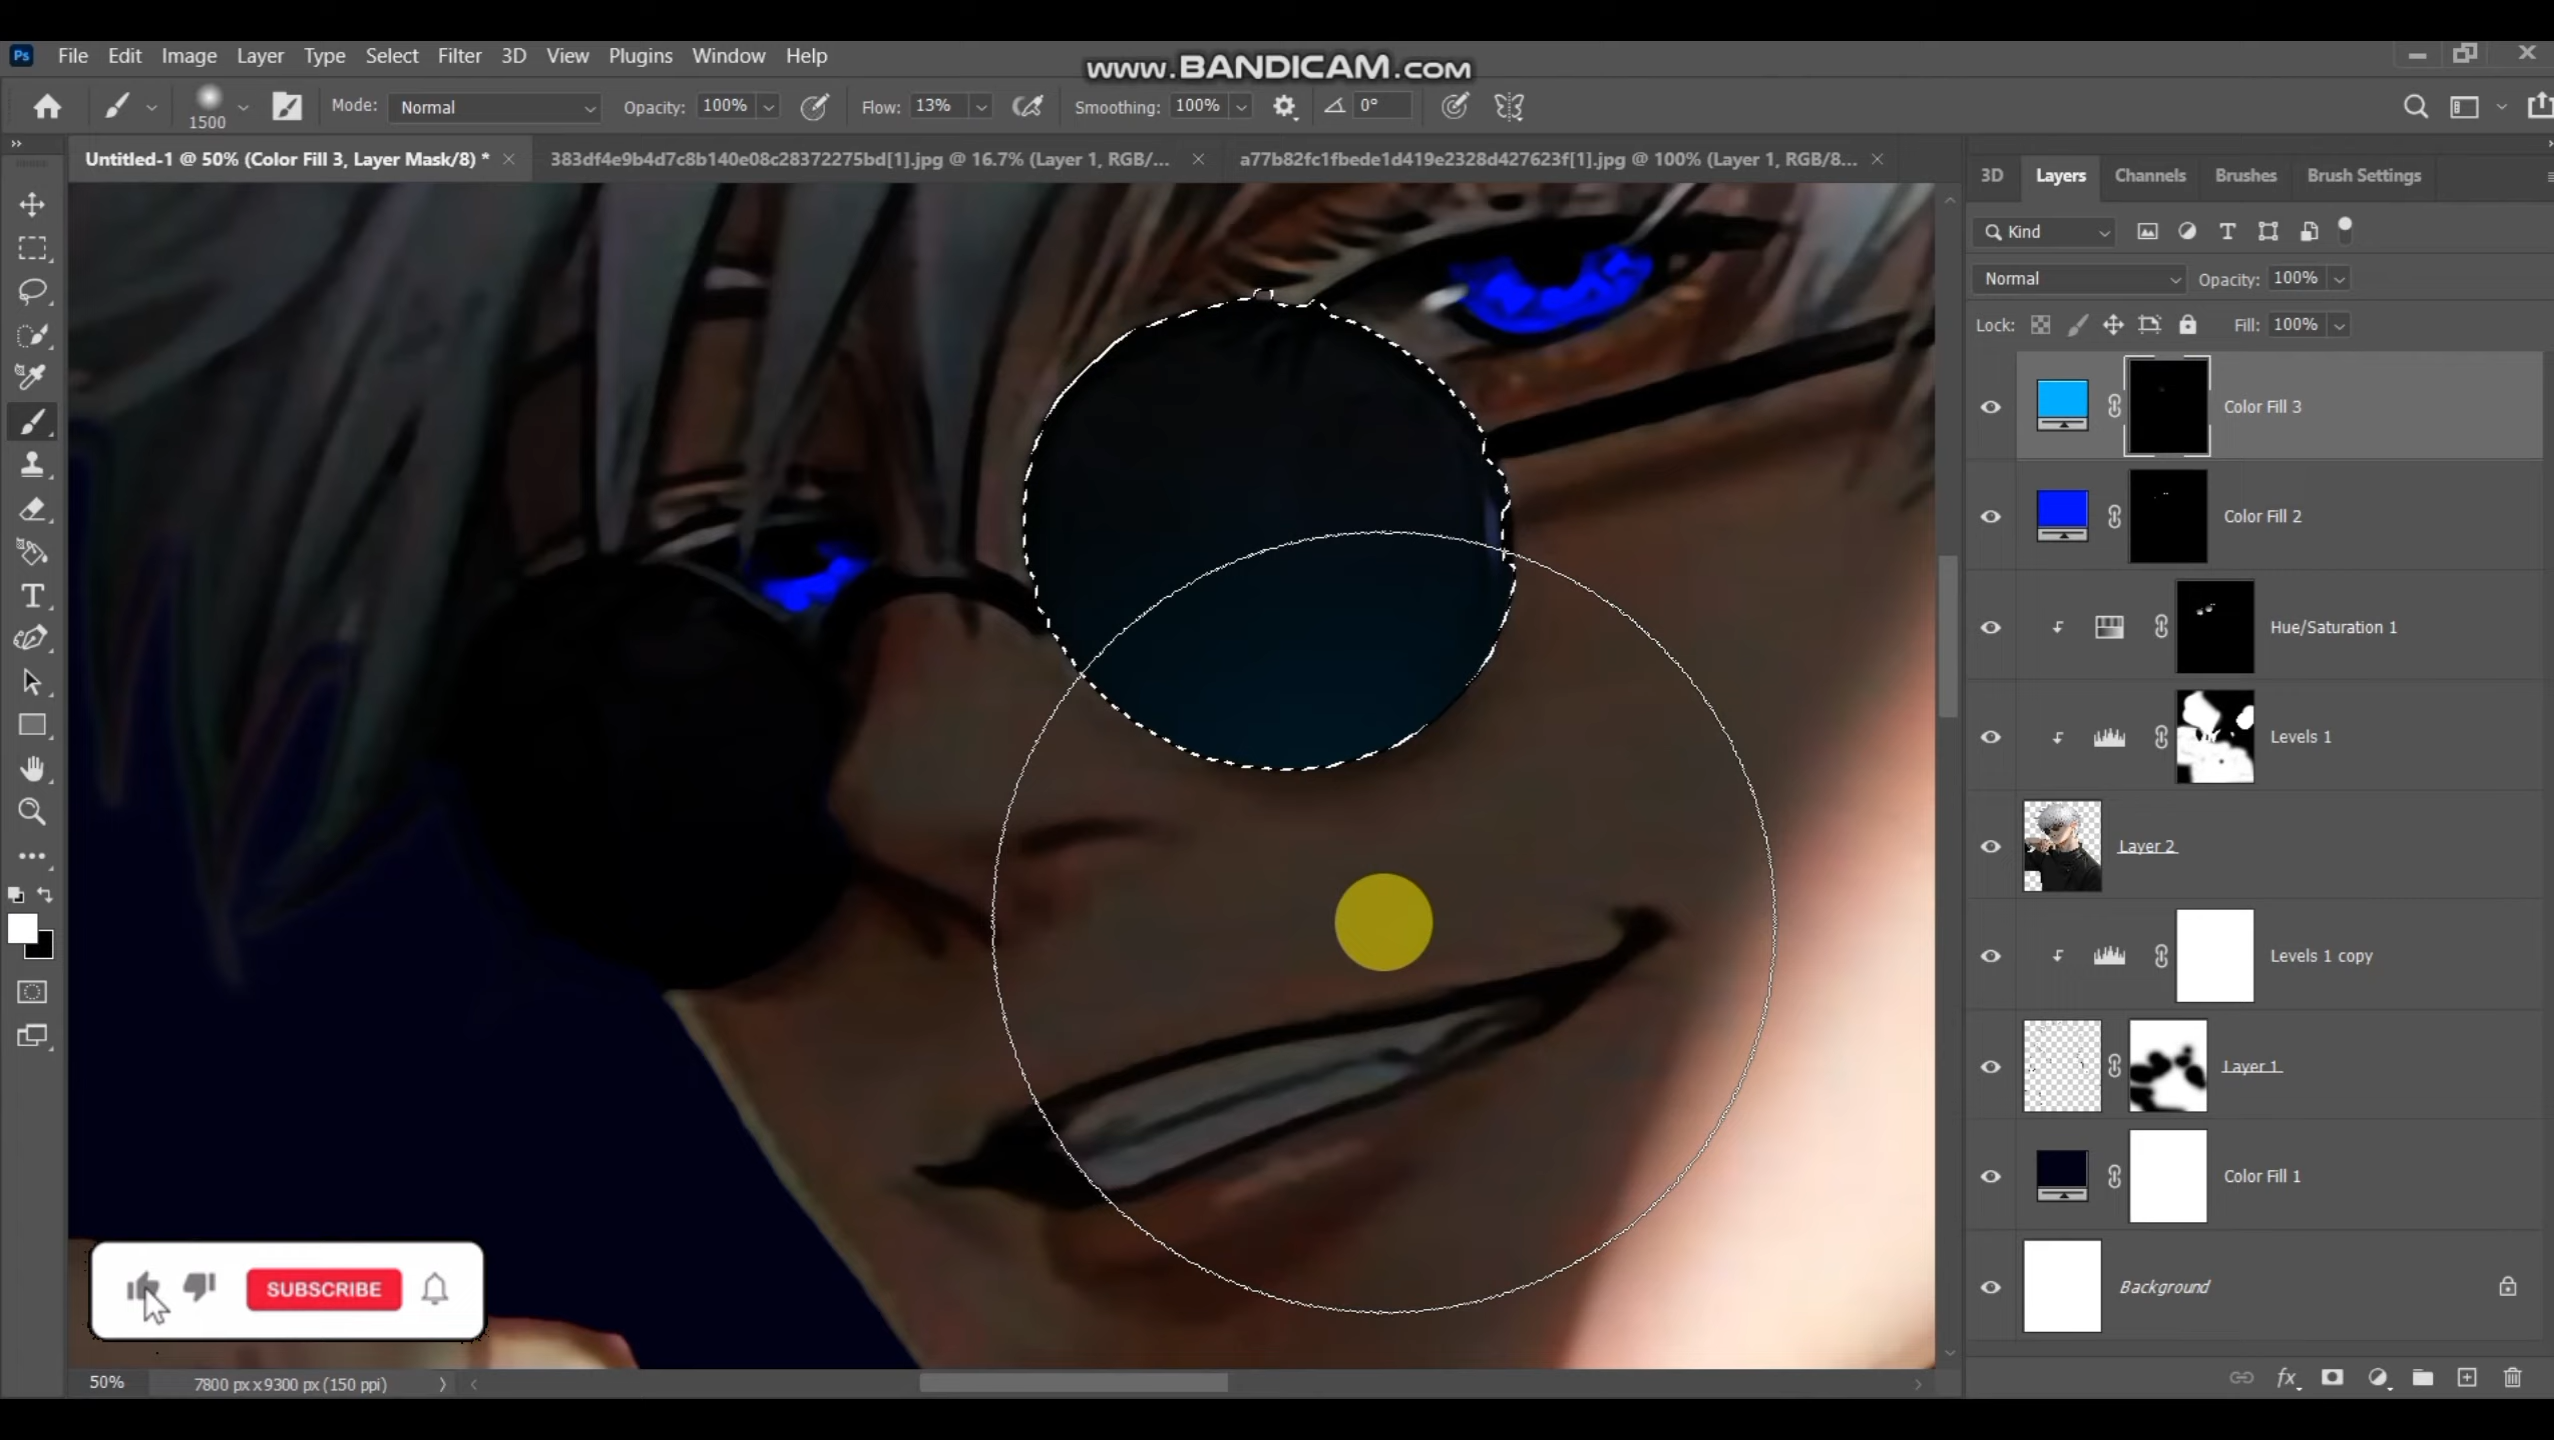 Ps File Edit Image Layer Type Select Filter 3D View Plugins Window Help
www.BANDICAM.com
1500 Mode: Normal Opacity: 100% Flow: 13% Smoothing: 100% 0°
Untitled-1 @ 50% (Color Fill 3, Layer Mask/8) * 383df4e9b4d7c8b140e08c28372275bd[1].jpg @ 16.7% (Layer 1, RGB/... a77b82fc1fbede1d419e2328d427623f[1].jpg @ 100% (Layer 1, RGB/8...
3D Layers Channels Brushes Brush Settings
Kind
Normal Opacity: 100%
Lock: Fill: 100%
Color Fill 3
Color Fill 2
Hue/Saturation 1
Levels 1
Layer 2
Levels 1 copy
Layer 1
Color Fill 1
Background
SUBSCRIBE
50% 7800 px x 9300 px (150 ppi)